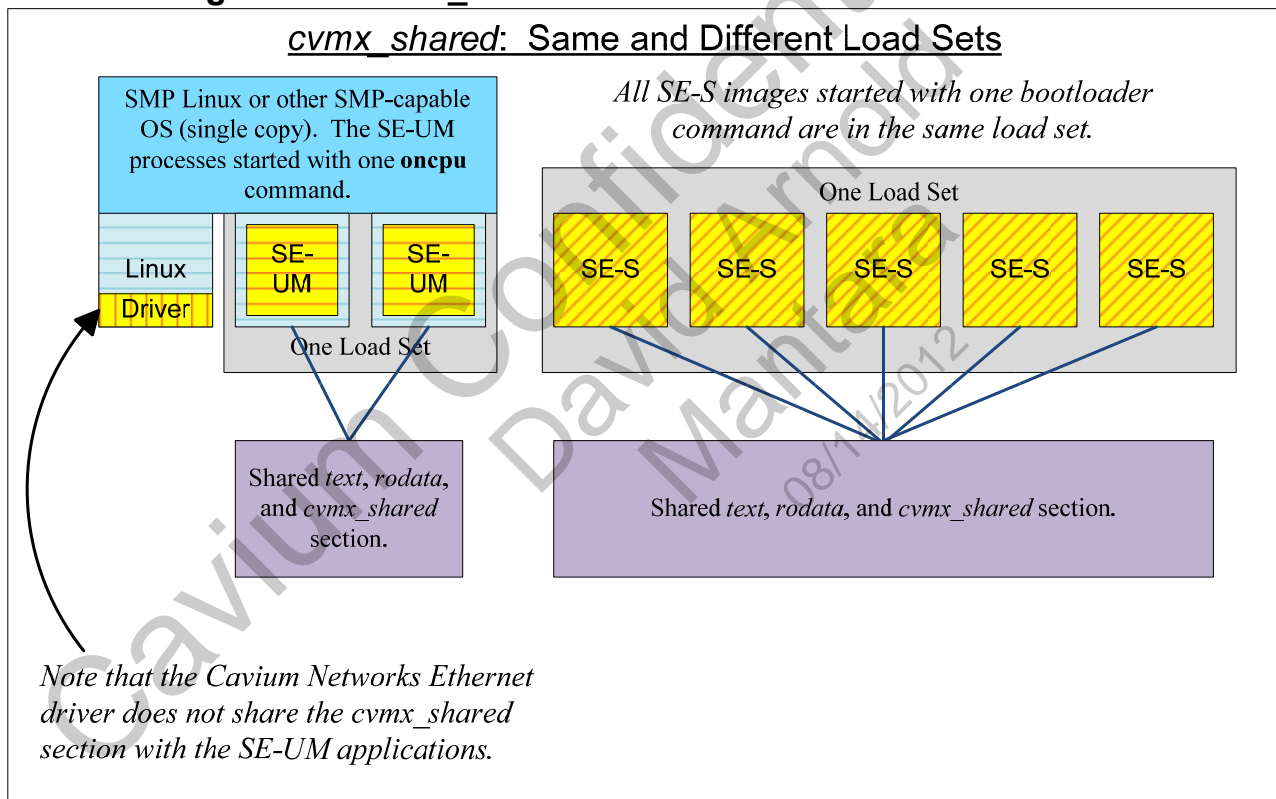 cvmx_shared: Same and Different Load Sets
SMP Linux or other SMP-capable
OS (single copy). The SE-UM
processes started with one oncpu
command.
All SE-S images started with one bootloader
command are in the same load set.
Linux
Driver
SE-
UM
SE-
UM
One Load Set
One Load Set
SE-S
SE-S
SE-S
SE-S
SE-S
Shared text, rodata,
and cvmx_shared
section.
Shared text, rodata, and cvmx_shared section.
Note that the Cavium Networks Ethernet
driver does not share the cvmx_shared
section with the SE-UM applications.
Cavium Confident
David Arnold
Mantara
08/14/2012